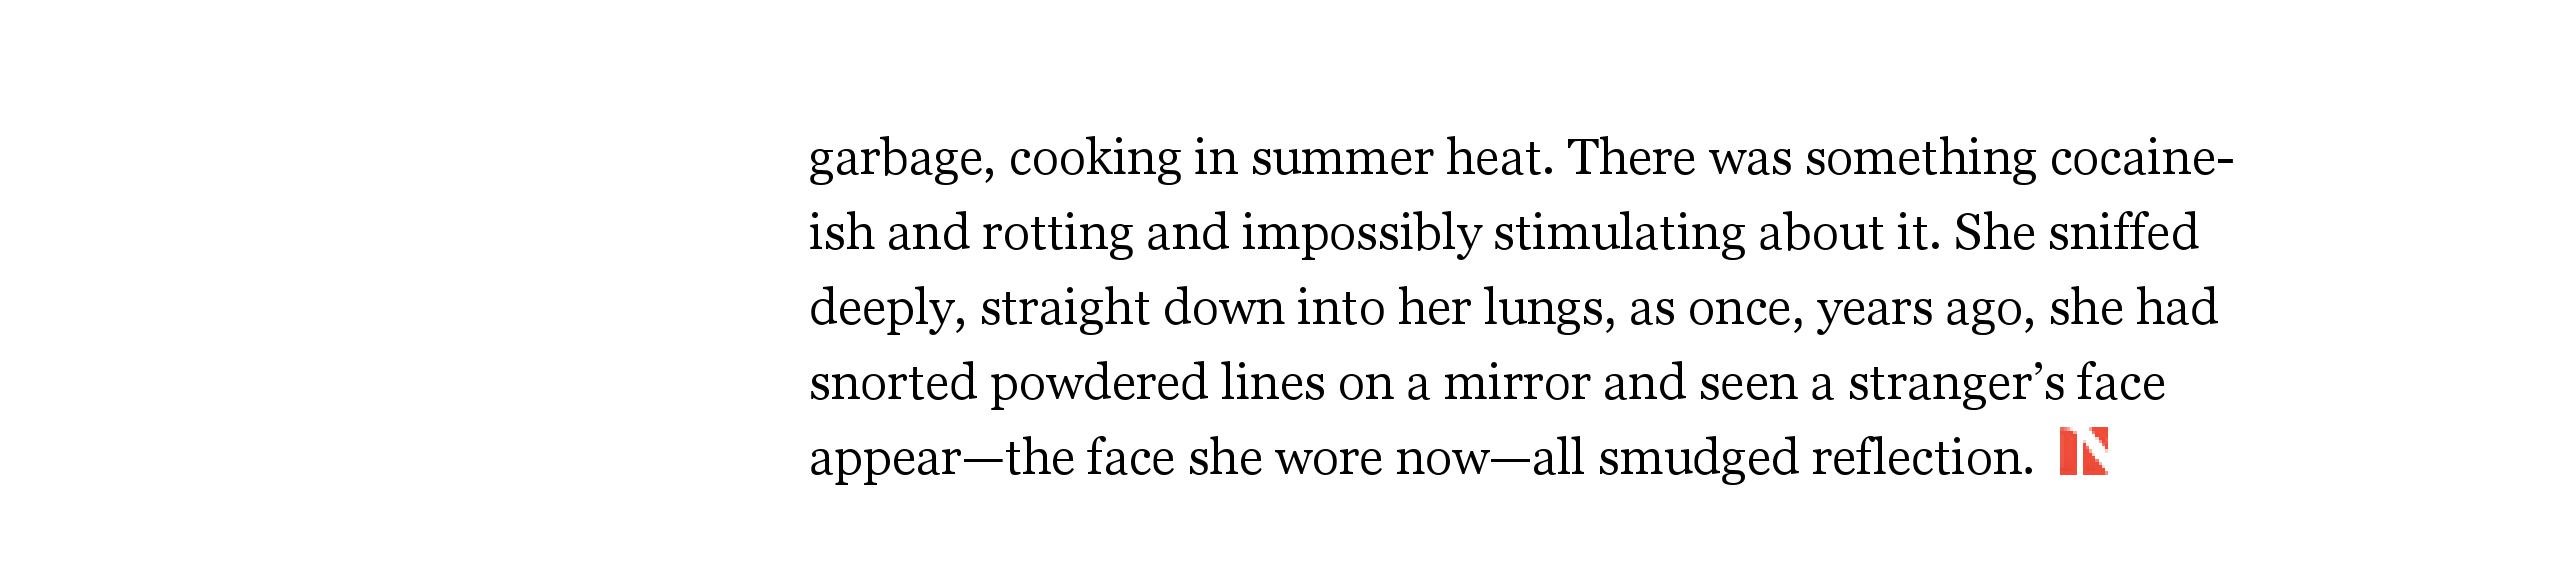 garbage, cooking in summer heat. There was something cocaine-
ish and rotting and impossibly stimulating about it. She sniffed
deeply, straight down into her lungs, as once, years ago, she had
snorted powdered lines on a mirror and seen a stranger’s face
appear—the face she wore now—all smudged reflection. N